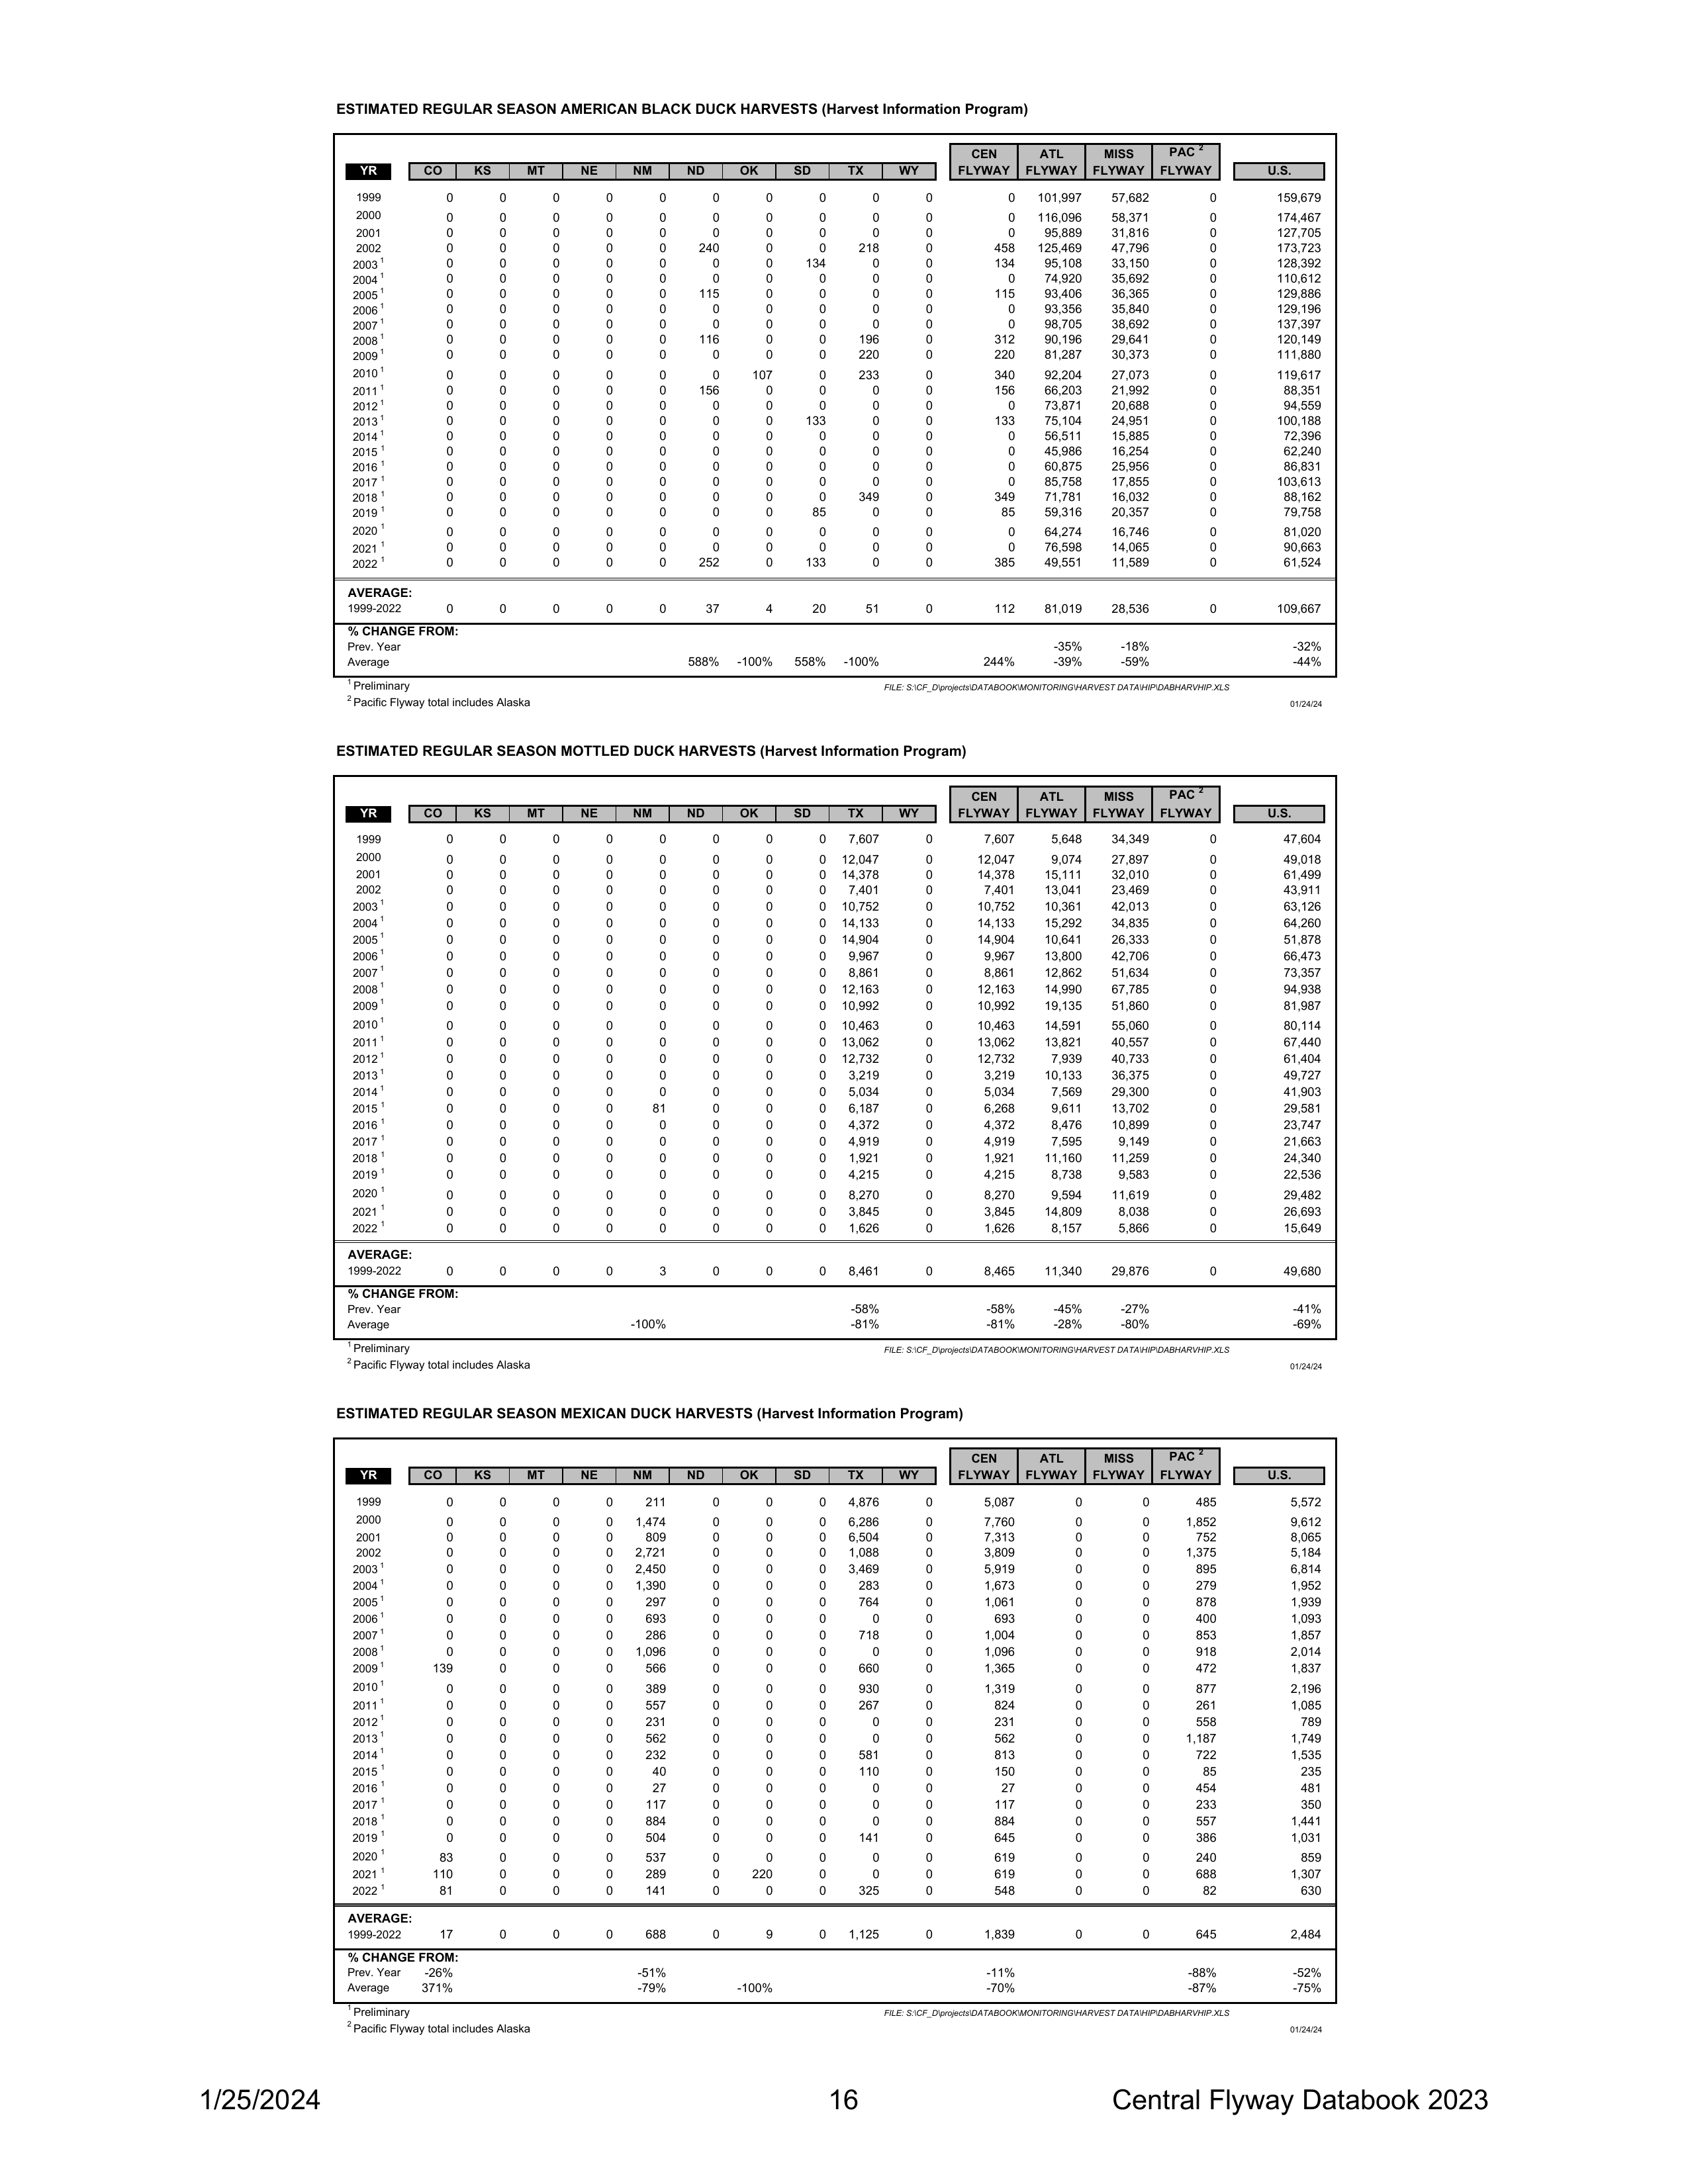 ESTIMATED REGULAR SEASON AMERICAN BLACK DUCK HARVESTS (Harvest Information Program)
CEN ATL MISS PAC 2
YR CO KS MT NE NM ND OK SD TX WY FLYWAY FLYWAY FLYWAY FLYWAY U.S.
1999 0 0 0 0 0 0 0 0 0 0 0 101,997 57,682 0 159,679
2000 0 0 0 0 0 0 0 0 0 0 0 116,096 58,371 0 174,467
2001 0 0 0 0 0 0 0 0 0 0 0 95,889 31,816 0 127,705
2002 0 0 0 0 0 240 0 0 218 0 458 125,469 47,796 0 173,723
2003 1 0 0 0 0 0 0 0 134 0 0 134 95,108 33,150 0 128,392
2004 1 0 0 0 0 0 0 0 0 0 0 0 74,920 35,692 0 110,612
2005 1 0 0 0 0 0 115 0 0 0 0 115 93,406 36,365 0 129,886
2006 1 0 0 0 0 0 0 0 0 0 0 0 93,356 35,840 0 129,196
2007 1 0 0 0 0 0 0 0 0 0 0 0 98,705 38,692 0 137,397
2008 1 0 0 0 0 0 116 0 0 196 0 312 90,196 29,641 0 120,149
2009 1 0 0 0 0 0 0 0 0 220 0 220 81,287 30,373 0 111,880
2010 1 0 0 0 0 0 0 107 0 233 0 340 92,204 27,073 0 119,617
2011 1 0 0 0 0 0 156 0 0 0 0 156 66,203 21,992 0 88,351
2012 1 0 0 0 0 0 0 0 0 0 0 0 73,871 20,688 0 94,559
2013 1 0 0 0 0 0 0 0 133 0 0 133 75,104 24,951 0 100,188
2014 1 0 0 0 0 0 0 0 0 0 0 0 56,511 15,885 0 72,396
2015 1 0 0 0 0 0 0 0 0 0 0 0 45,986 16,254 0 62,240
2016 1 0 0 0 0 0 0 0 0 0 0 0 60,875 25,956 0 86,831
2017 1 0 0 0 0 0 0 0 0 0 0 0 85,758 17,855 0 103,613
2018 1 0 0 0 0 0 0 0 0 349 0 349 71,781 16,032 0 88,162
2019 1 0 0 0 0 0 0 0 85 0 0 85 59,316 20,357 0 79,758
2020 1 0 0 0 0 0 0 0 0 0 0 0 64,274 16,746 0 81,020
2021 1 0 0 0 0 0 0 0 0 0 0 0 76,598 14,065 0 90,663
2022 1 0 0 0 0 0 252 0 133 0 0 385 49,551 11,589 0 61,524
AVERAGE:
1999-2022 0 0 0 0 0 37 4 20 51 0 112 81,019 28,536 0 109,667
% CHANGE FROM:
Prev. Year -35% -18% -32%
Average 588% -100% 558% -100% 244% -39% -59% -44%
1 Preliminary FILE: S:\CF_D\projects\DATABOOK\MONITORING\HARVEST DATA\HIP\DABHARVHIP.XLS
2 Pacific Flyway total includes Alaska 01/24/24
ESTIMATED REGULAR SEASON MOTTLED DUCK HARVESTS (Harvest Information Program)
CEN ATL MISS PAC 2
YR CO KS MT NE NM ND OK SD TX WY FLYWAY FLYWAY FLYWAY FLYWAY U.S.
1999 0 0 0 0 0 0 0 0 7,607 0 7,607 5,648 34,349 0 47,604
2000 0 0 0 0 0 0 0 0 12,047 0 12,047 9,074 27,897 0 49,018
2001 0 0 0 0 0 0 0 0 14,378 0 14,378 15,111 32,010 0 61,499
2002 0 0 0 0 0 0 0 0 7,401 0 7,401 13,041 23,469 0 43,911
2003 1 0 0 0 0 0 0 0 0 10,752 0 10,752 10,361 42,013 0 63,126
2004 1 0 0 0 0 0 0 0 0 14,133 0 14,133 15,292 34,835 0 64,260
2005 1 0 0 0 0 0 0 0 0 14,904 0 14,904 10,641 26,333 0 51,878
2006 1 0 0 0 0 0 0 0 0 9,967 0 9,967 13,800 42,706 0 66,473
2007 1 0 0 0 0 0 0 0 0 8,861 0 8,861 12,862 51,634 0 73,357
2008 1 0 0 0 0 0 0 0 0 12,163 0 12,163 14,990 67,785 0 94,938
2009 1 0 0 0 0 0 0 0 0 10,992 0 10,992 19,135 51,860 0 81,987
2010 1 0 0 0 0 0 0 0 0 10,463 0 10,463 14,591 55,060 0 80,114
2011 1 0 0 0 0 0 0 0 0 13,062 0 13,062 13,821 40,557 0 67,440
2012 1 0 0 0 0 0 0 0 0 12,732 0 12,732 7,939 40,733 0 61,404
2013 1 0 0 0 0 0 0 0 0 3,219 0 3,219 10,133 36,375 0 49,727
2014 1 0 0 0 0 0 0 0 0 5,034 0 5,034 7,569 29,300 0 41,903
2015 1 0 0 0 0 81 0 0 0 6,187 0 6,268 9,611 13,702 0 29,581
2016 1 0 0 0 0 0 0 0 0 4,372 0 4,372 8,476 10,899 0 23,747
2017 1 0 0 0 0 0 0 0 0 4,919 0 4,919 7,595 9,149 0 21,663
2018 1 0 0 0 0 0 0 0 0 1,921 0 1,921 11,160 11,259 0 24,340
2019 1 0 0 0 0 0 0 0 0 4,215 0 4,215 8,738 9,583 0 22,536
2020 1 0 0 0 0 0 0 0 0 8,270 0 8,270 9,594 11,619 0 29,482
2021 1 0 0 0 0 0 0 0 0 3,845 0 3,845 14,809 8,038 0 26,693
2022 1 0 0 0 0 0 0 0 0 1,626 0 1,626 8,157 5,866 0 15,649
AVERAGE:
1999-2022 0 0 0 0 3 0 0 0 8,461 0 8,465 11,340 29,876 0 49,680
% CHANGE FROM:
Prev. Year -58% -58% -45% -27% -41%
Average -100% -81% -81% -28% -80% -69%
1 Preliminary FILE: S:\CF_D\projects\DATABOOK\MONITORING\HARVEST DATA\HIP\DABHARVHIP.XLS
2 Pacific Flyway total includes Alaska 01/24/24
ESTIMATED REGULAR SEASON MEXICAN DUCK HARVESTS (Harvest Information Program)
CEN ATL MISS PAC 2
YR CO KS MT NE NM ND OK SD TX WY FLYWAY FLYWAY FLYWAY FLYWAY U.S.
1999 0 0 0 0 211 0 0 0 4,876 0 5,087 0 0 485 5,572
2000 0 0 0 0 1,474 0 0 0 6,286 0 7,760 0 0 1,852 9,612
2001 0 0 0 0 809 0 0 0 6,504 0 7,313 0 0 752 8,065
2002 0 0 0 0 2,721 0 0 0 1,088 0 3,809 0 0 1,375 5,184
2003 1 0 0 0 0 2,450 0 0 0 3,469 0 5,919 0 0 895 6,814
2004 1 0 0 0 0 1,390 0 0 0 283 0 1,673 0 0 279 1,952
2005 1 0 0 0 0 297 0 0 0 764 0 1,061 0 0 878 1,939
2006 1 0 0 0 0 693 0 0 0 0 0 693 0 0 400 1,093
2007 1 0 0 0 0 286 0 0 0 718 0 1,004 0 0 853 1,857
2008 1 0 0 0 0 1,096 0 0 0 0 0 1,096 0 0 918 2,014
2009 1 139 0 0 0 566 0 0 0 660 0 1,365 0 0 472 1,837
2010 1 0 0 0 0 389 0 0 0 930 0 1,319 0 0 877 2,196
2011 1 0 0 0 0 557 0 0 0 267 0 824 0 0 261 1,085
2012 1 0 0 0 0 231 0 0 0 0 0 231 0 0 558 789
2013 1 0 0 0 0 562 0 0 0 0 0 562 0 0 1,187 1,749
2014 1 0 0 0 0 232 0 0 0 581 0 813 0 0 722 1,535
2015 1 0 0 0 0 40 0 0 0 110 0 150 0 0 85 235
2016 1 0 0 0 0 27 0 0 0 0 0 27 0 0 454 481
2017 1 0 0 0 0 117 0 0 0 0 0 117 0 0 233 350
2018 1 0 0 0 0 884 0 0 0 0 0 884 0 0 557 1,441
2019 1 0 0 0 0 504 0 0 0 141 0 645 0 0 386 1,031
2020 1 83 0 0 0 537 0 0 0 0 0 619 0 0 240 859
2021 1 110 0 0 0 289 0 220 0 0 0 619 0 0 688 1,307
2022 1 81 0 0 0 141 0 0 0 325 0 548 0 0 82 630
AVERAGE:
1999-2022 17 0 0 0 688 0 9 0 1,125 0 1,839 0 0 645 2,484
% CHANGE FROM:
Prev. Year -26% -51% -11% -88% -52%
Average 371% -79% -100% -70% -87% -75%
1 Preliminary FILE: S:\CF_D\projects\DATABOOK\MONITORING\HARVEST DATA\HIP\DABHARVHIP.XLS
2 Pacific Flyway total includes Alaska 01/24/24
1/25/2024 16 Central Flyway Databook 2023